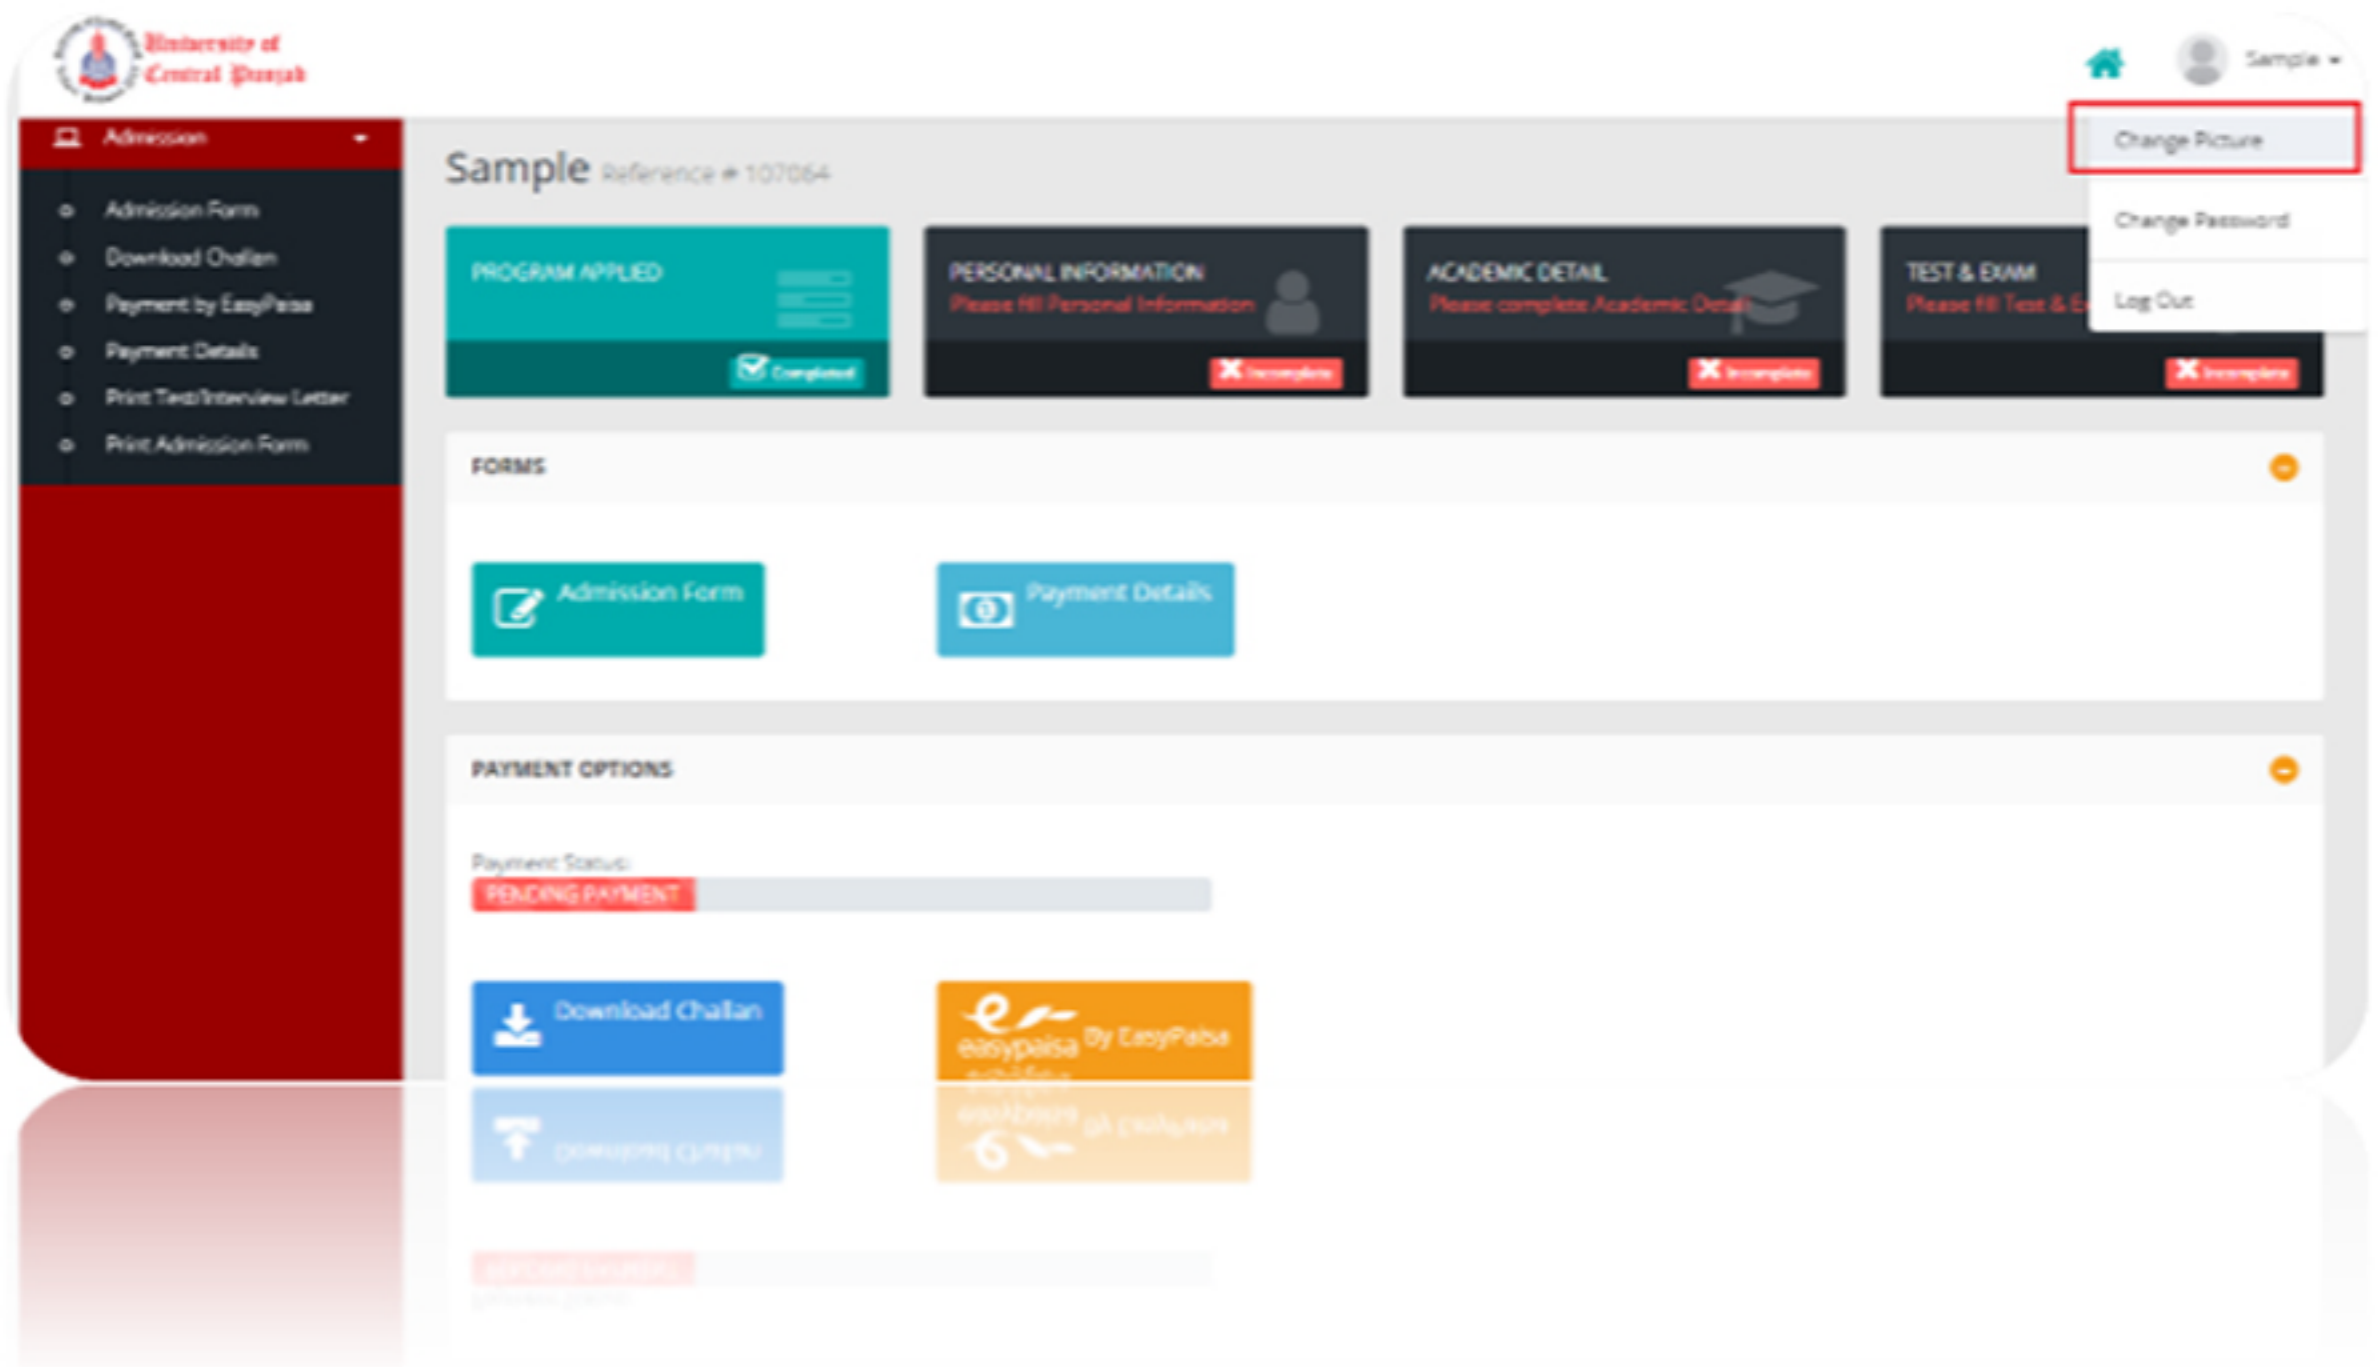 University of
Central Punjab
Sample
Change Picture
Change Password
Log Out
Admission
Admission Form
Download Challan
Payment by EasyPaisa
Payment Details
Print Test/Interview Letter
Print Admission Form
Sample Reference # 107064
PROGRAM APPLIED
Completed
PERSONAL INFORMATION
Please fill Personal Information
Incomplete
ACADEMIC DETAIL
Please complete Academic Detail
Incomplete
TEST & EXAM
Please fill Test & E
Incomplete
FORMS
Admission Form
Payment Details
PAYMENT OPTIONS
Payment Status:
PENDING PAYMENT
Download Challan
easypaisa
By EasyPaisa